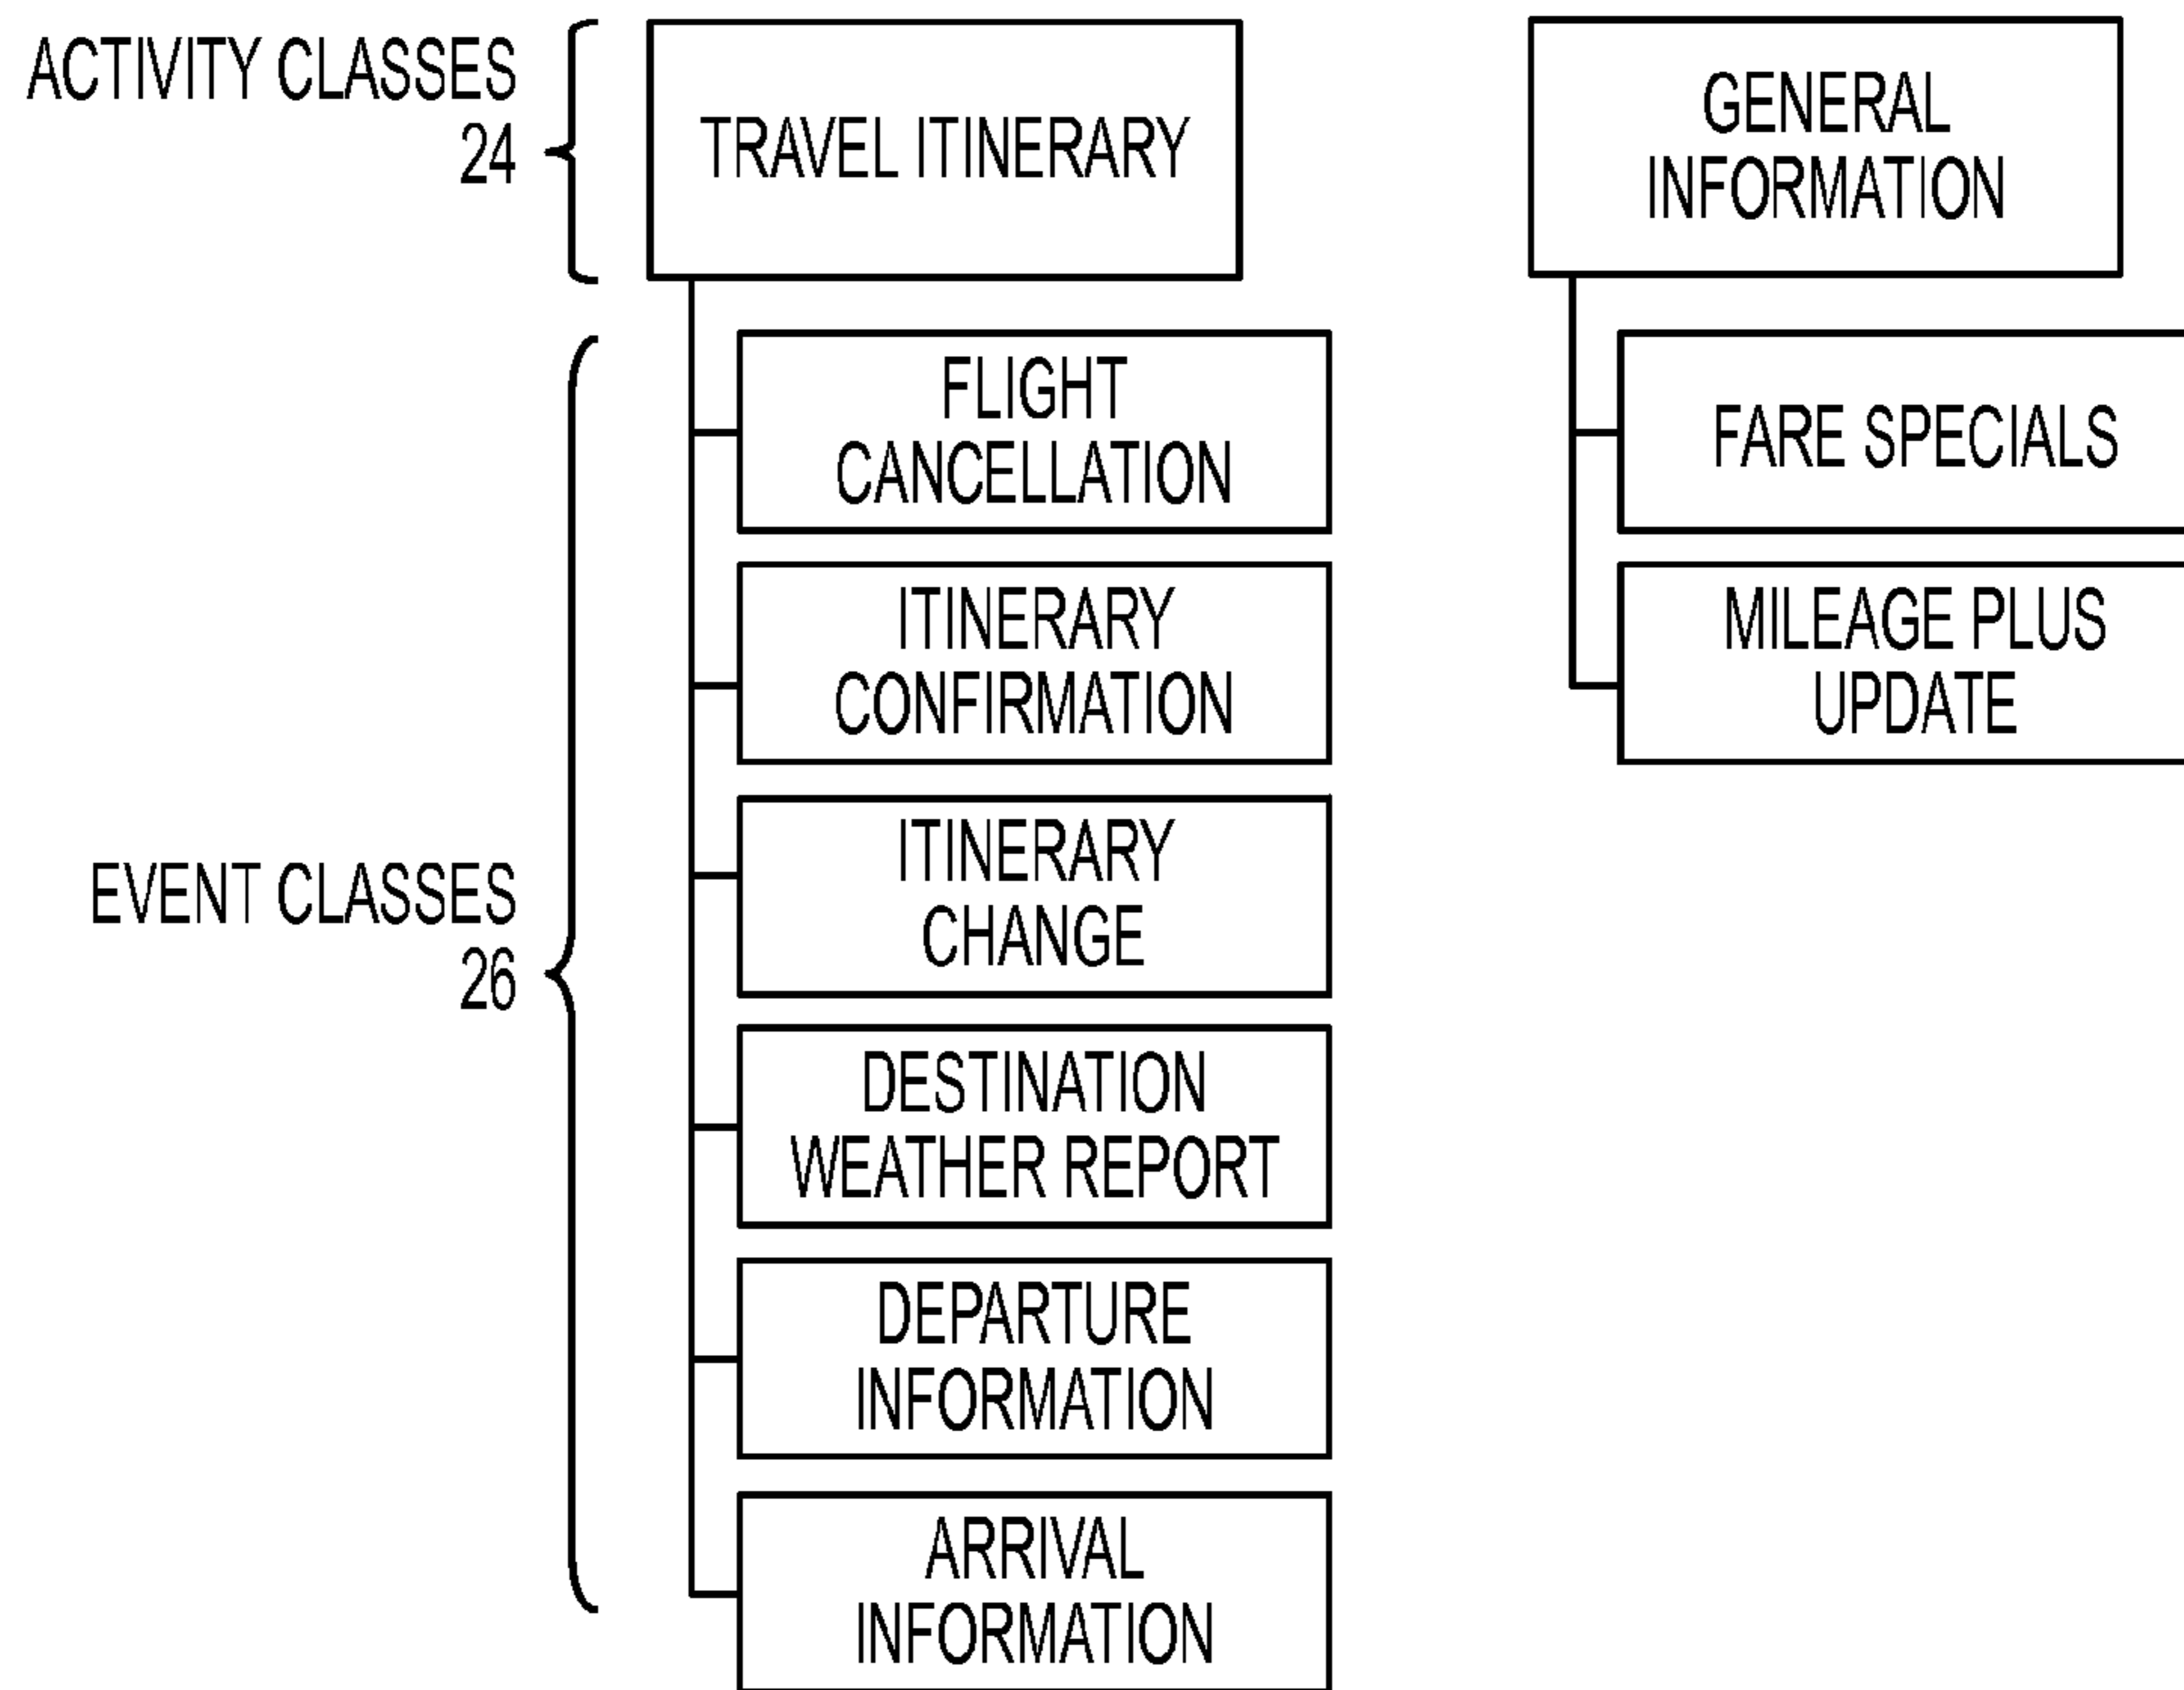 ACTIVITY CLASSES
24
TRAVEL ITINERARY
GENERAL
INFORMATION
EVENT CLASSES
26
FLIGHT
CANCELLATION
ITINERARY
CONFIRMATION
ITINERARY
CHANGE
DESTINATION
WEATHER REPORT
DEPARTURE
INFORMATION
ARRIVAL
INFORMATION
FARE SPECIALS
MILEAGE PLUS
UPDATE